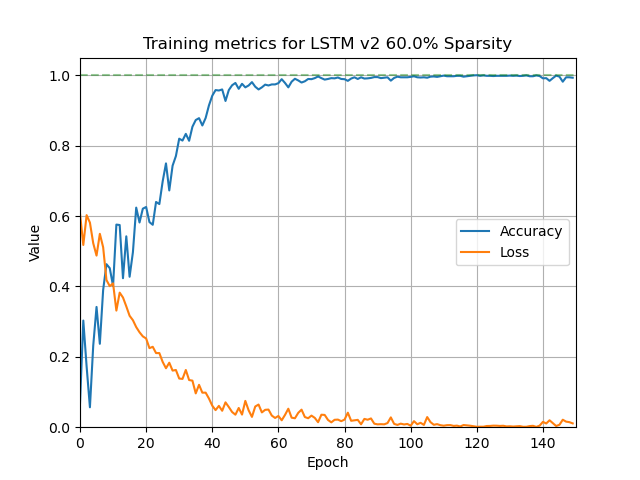 Training metrics for LSTM v2 60.0% Sparsity
1.0
0.8
0.6
0.4
0.2
0.0
Value
Accuracy
Loss
0 20 40 60 80 100 120 140
Epoch